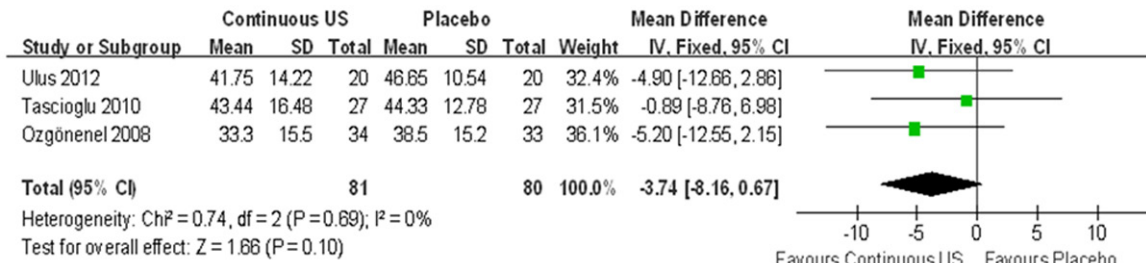 Continuous US Placebo Mean Difference Mean Difference
Study or Subgroup Mean SD Total Mean SD Total Weight IV, Fixed, 95% CI IV, Fixed, 95% CI
Ulus 2012 41.75 14.22 20 46.65 10.54 20 32.4% -4.90 [-12.66, 2.86]
Tascioglu 2010 43.44 16.48 27 44.33 12.78 27 31.5% -0.89 [-8.76, 6.98]
Ozgönenel 2008 33.3 15.5 34 38.5 15.2 33 36.1% -5.20 [-12.55, 2.15]
Total (95% CI) 81 80 100.0% -3.74 [-8.16, 0.67]
Heterogeneity: Chi² = 0.74, df = 2 (P = 0.69); I² = 0%
Test for overall effect: Z = 1.66 (P = 0.10)
-10 -5 0 5 10
Favours Continuous US Favours Placebo